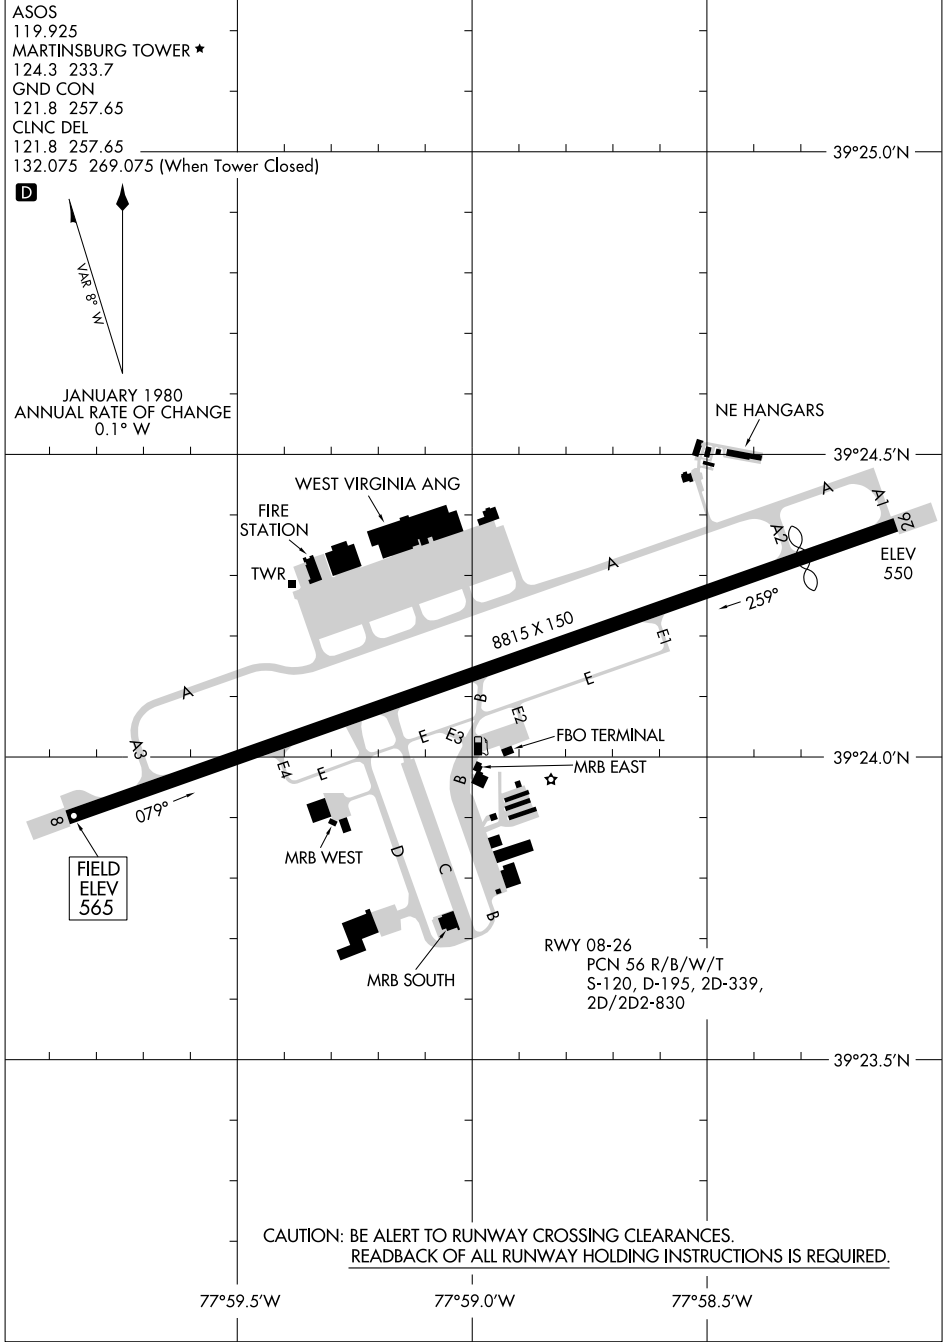 ASOS
119.925
MARTINSBURG TOWER ★
124.3 233.7
GND CON
121.8 257.65
CLNC DEL
121.8 257.65
132.075 269.075 (When Tower Closed)
D
39°25.0'N
VAR 8° W
JANUARY 1980
ANNUAL RATE OF CHANGE
0.1° W
NE HANGARS
39°24.5'N
WEST VIRGINIA ANG
FIRE
STATION
TWR
A
A1
26
A2
ELEV
550
A
259°
8815 X 150
E1
A
E
B
E2
E
E3
A3
FBO TERMINAL
39°24.0'N
MRB EAST
E4
E
B
079°
8
MRB WEST
D
C
FIELD
ELEV
565
B
MRB SOUTH
RWY 08-26
PCN 56 R/B/W/T
S-120, D-195, 2D-339,
2D/2D2-830
39°23.5'N
CAUTION: BE ALERT TO RUNWAY CROSSING CLEARANCES.
READBACK OF ALL RUNWAY HOLDING INSTRUCTIONS IS REQUIRED.
77°59.5'W
77°59.0'W
77°58.5'W